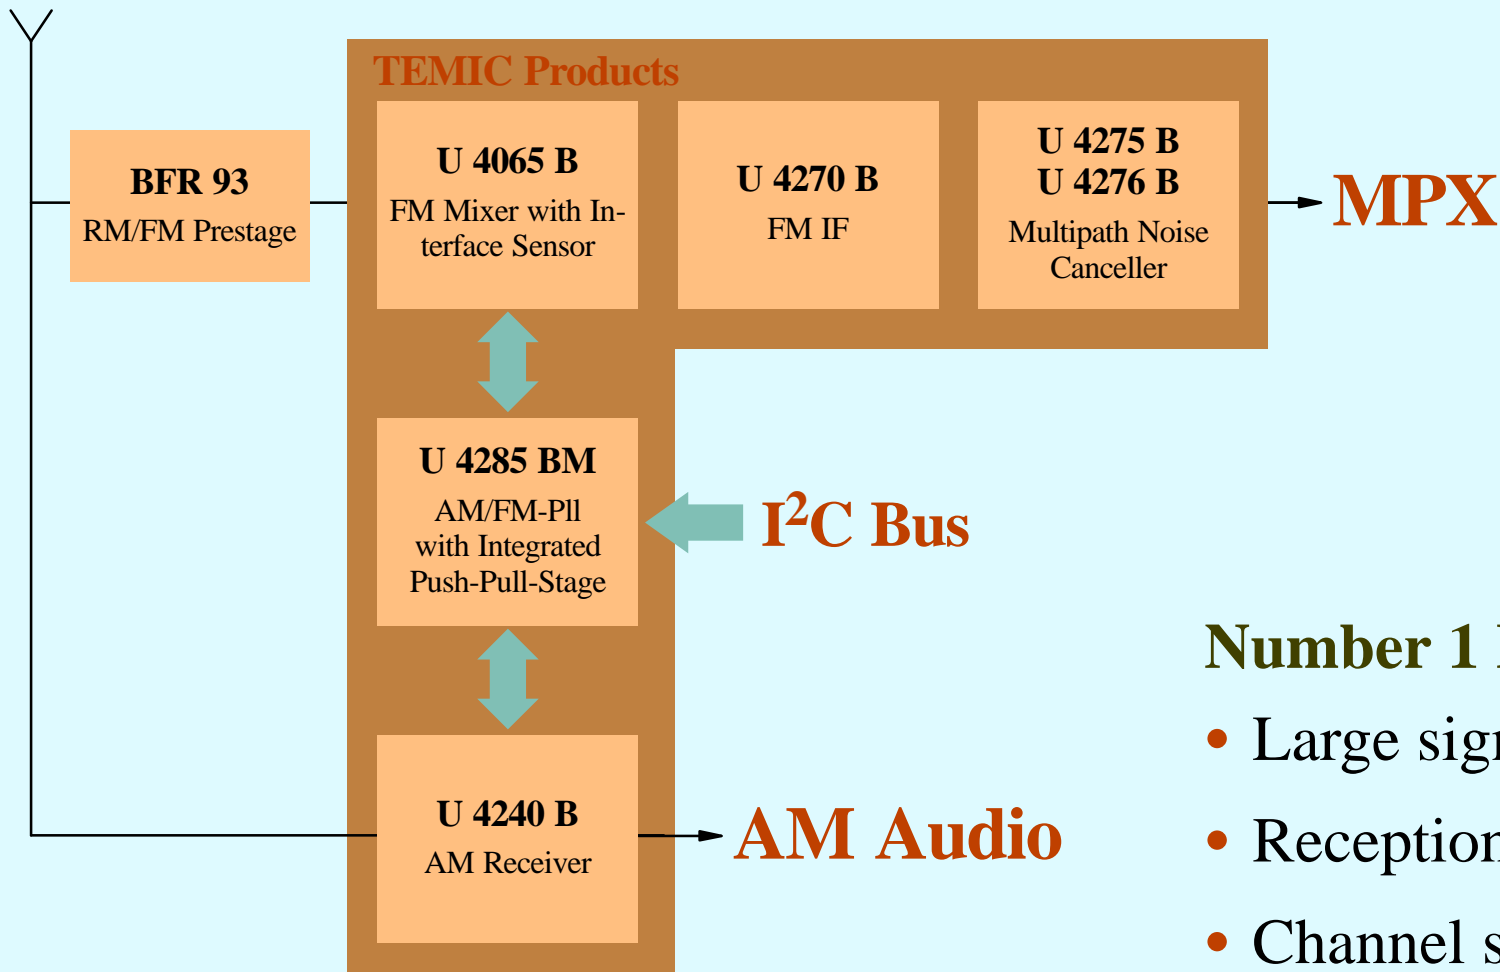 TEMIC Products
BFR 93
RM/FM Prestage
U 4065 B
FM Mixer with In-
terface Sensor
U 4270 B
FM IF
U 4275 B
U 4276 B
Multipath Noise
Canceller
MPX
U 4285 BM
AM/FM-Pll
with Integrated
Push-Pull-Stage
I²C Bus
U 4240 B
AM Receiver
AM Audio
Number 1
• Large
• Reception
• Channel